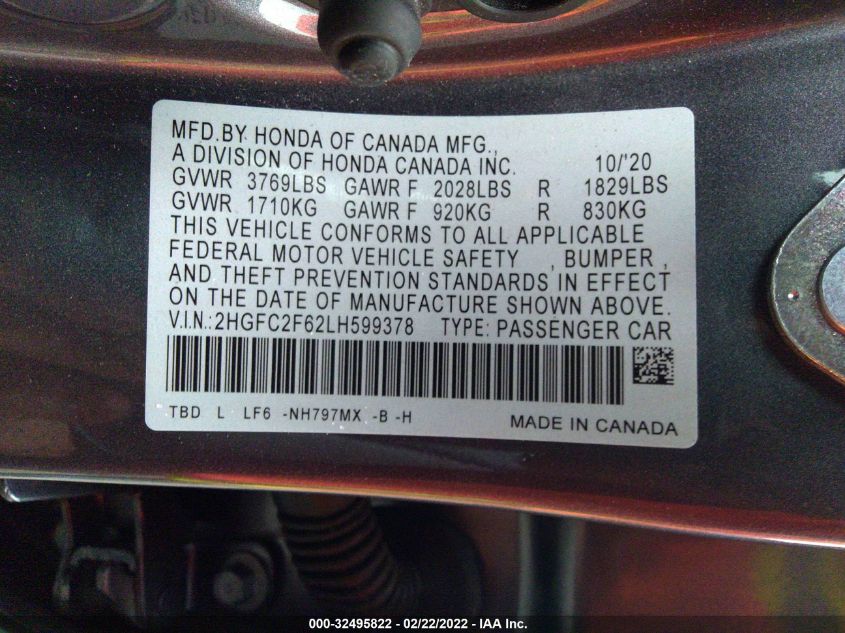 MFD.BY HONDA OF CANADA MFG.,
A DIVISION OF HONDA CANADA INC. 10/'20
GVWR 3769LBS GAWR F 2028LBS R 1829LBS
GVWR 1710KG GAWR F 920KG R 830KG
THIS VEHICLE CONFORMS TO ALL APPLICABLE
FEDERAL MOTOR VEHICLE SAFETY , BUMPER ,
AND THEFT PREVENTION STANDARDS IN EFFECT
ON THE DATE OF MANUFACTURE SHOWN ABOVE.
V.I.N.:2HGFC2F62LH599378 TYPE: PASSENGER CAR
TBD L LF6 -NH797MX -B -H
MADE IN CANADA
000-32495822 - 02/22/2022 - IAA Inc.